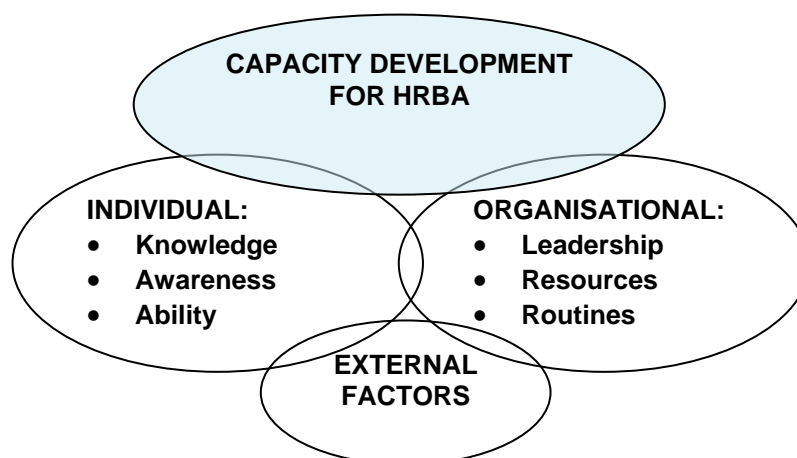 CAPACITY DEVELOPMENT
FOR HRBA
INDIVIDUAL:
• Knowledge
• Awareness
• Ability
ORGANISATIONAL:
• Leadership
• Resources
• Routines
EXTERNAL
FACTORS